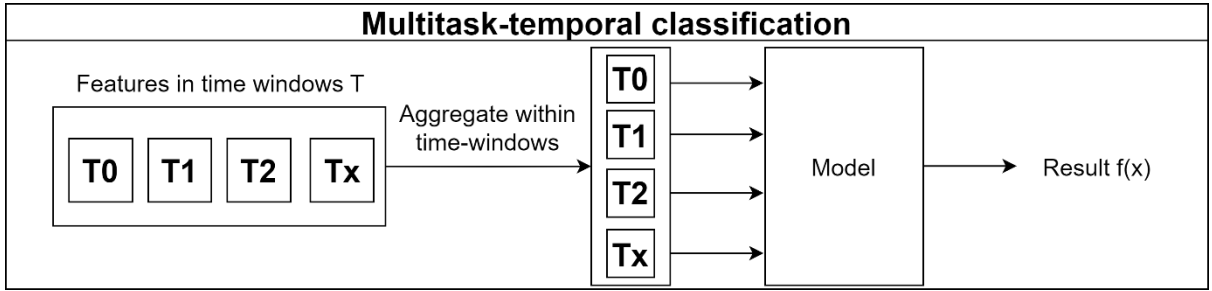 Multitask-temporal classification
Features in time windows T
T0 T1 T2 Tx
Aggregate within
time-windows
T0
T1
T2
Tx
Model
Result f(x)